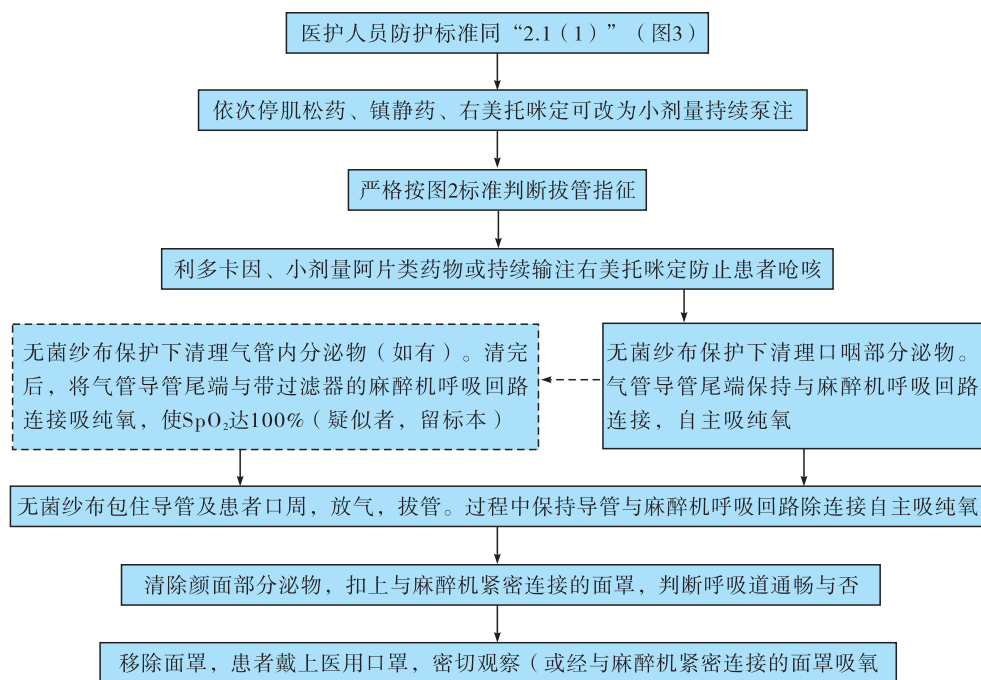 医护人员防护标准同“2.1（1）”（图3）
依次停肌松药、镇静药、右美托咪定可改为小剂量持续泵注
严格按图2标准判断拔管指征
利多卡因、小剂量阿片类药物或持续输注右美托咪定防止患者呛咳
无菌纱布保护下清理气管内分泌物（如有）。清完
后，将气管导管尾端与带过滤器的麻醉机呼吸回路
连接吸纯氧，使SpO₂达100%（疑似者，留标本）
无菌纱布保护下清理口咽部分泌物。
气管导管尾端保持与麻醉机呼吸回路
连接，自主吸纯氧
无菌纱布包住导管及患者口周，放气，拔管。过程中保持导管与麻醉机呼吸回路除连接自主吸纯氧
清除颜面部分泌物，扣上与麻醉机紧密连接的面罩，判断呼吸道通畅与否
移除面罩，患者戴上医用口罩，密切观察（或经与麻醉机紧密连接的面罩吸氧